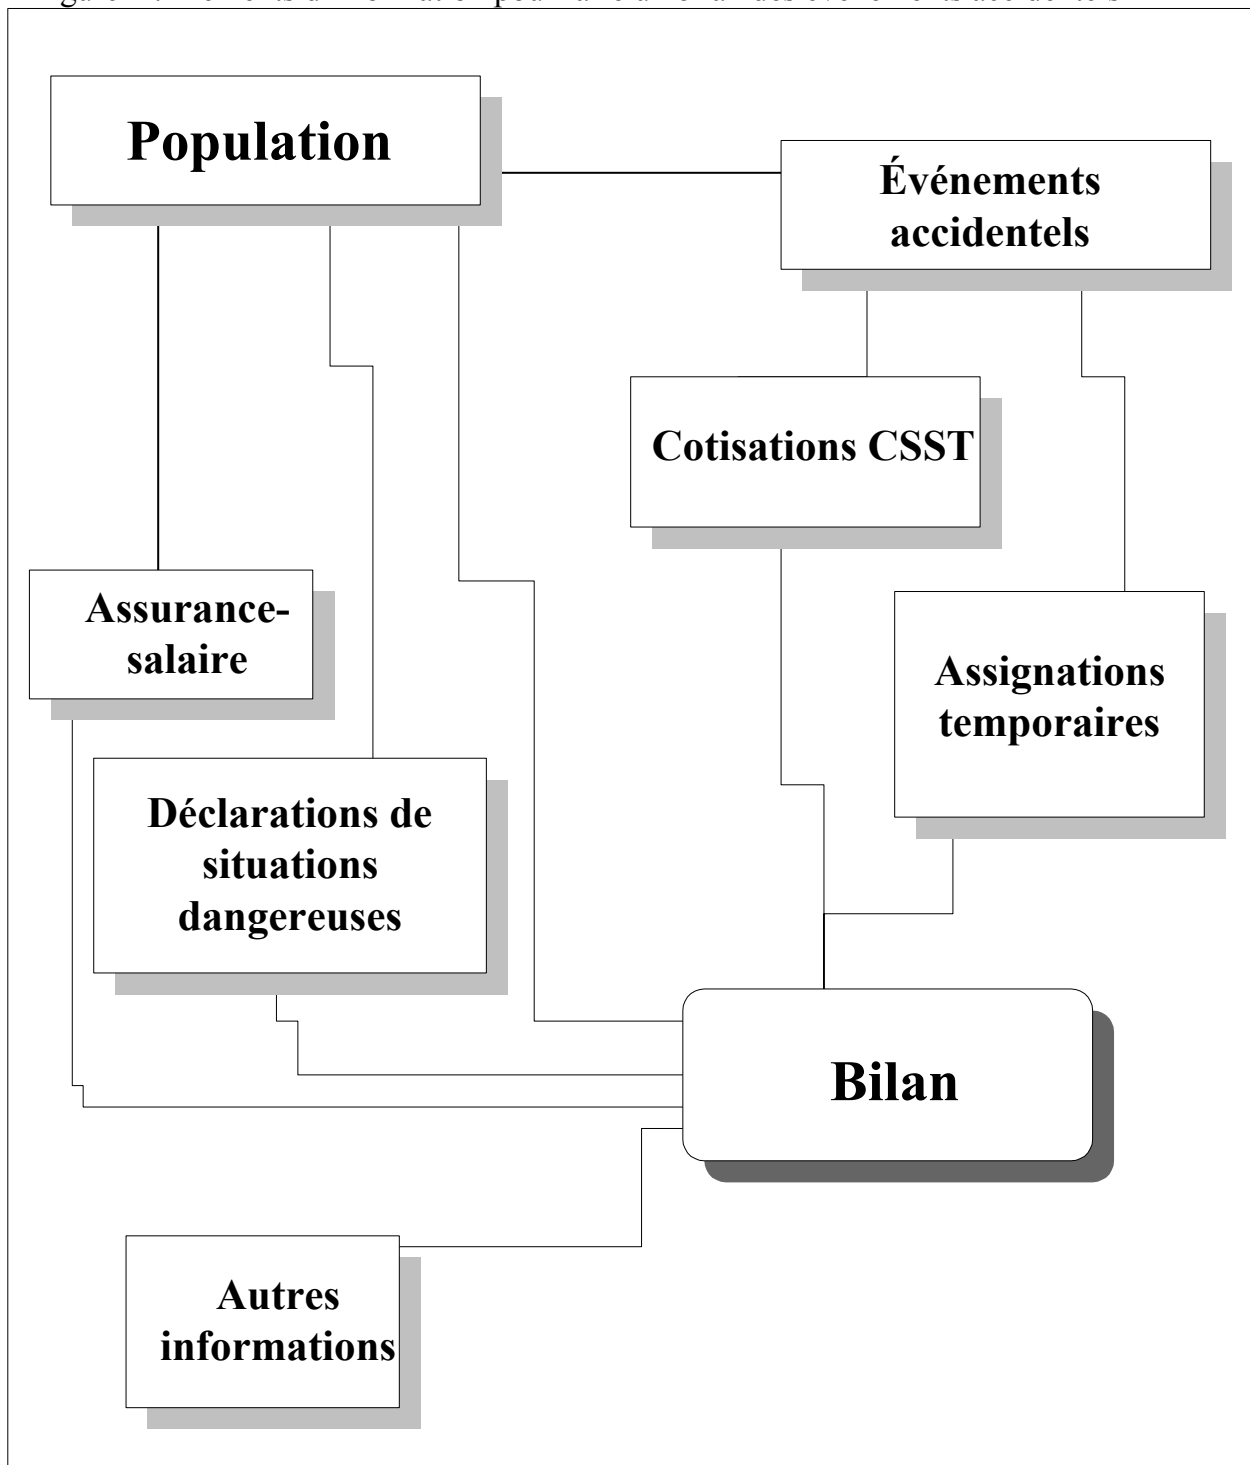 Population
Événements
accidentels
Cotisations CSST
Assurance-
salaire
Assignations
temporaires
Déclarations de
situations
dangereuses
Bilan
Autres
informations